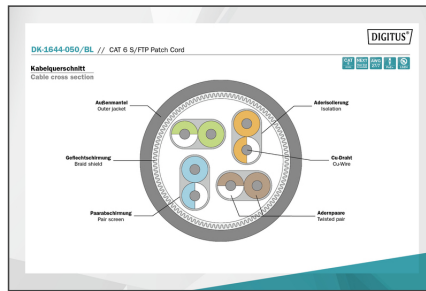 DIGITUS®
DK-1644-050/BL // CAT 6 S/FTP Patch Cord
Kabelquerschnitt
Cable cross section
Außenmantel
Outer jacket
Aderisolierung
Isolation
Geflechtschirmung
Braid shield
Cu-Draht
Cu-Wire
Paarabschirmung
Pair screen
Adernpaare
Twisted pair